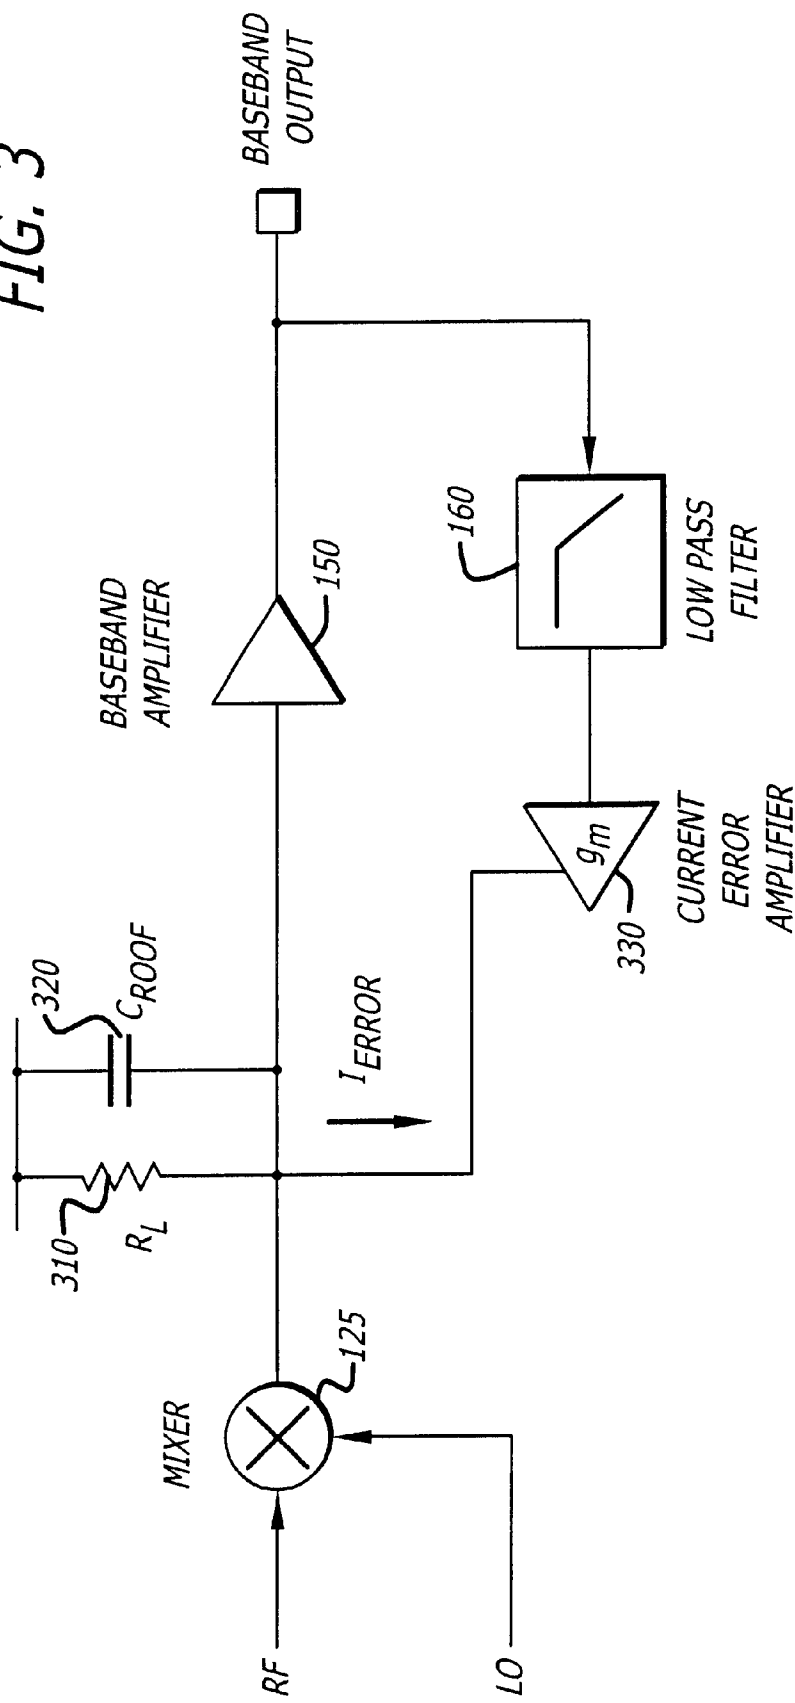 FIG. 3
310
R_L
320
C_ROOF
BASEBAND
AMPLIFIER
150
BASEBAND
OUTPUT
MIXER
125
RF
LO
I_ERROR
330
g_m
CURRENT
ERROR
AMPLIFIER
160
LOW PASS
FILTER